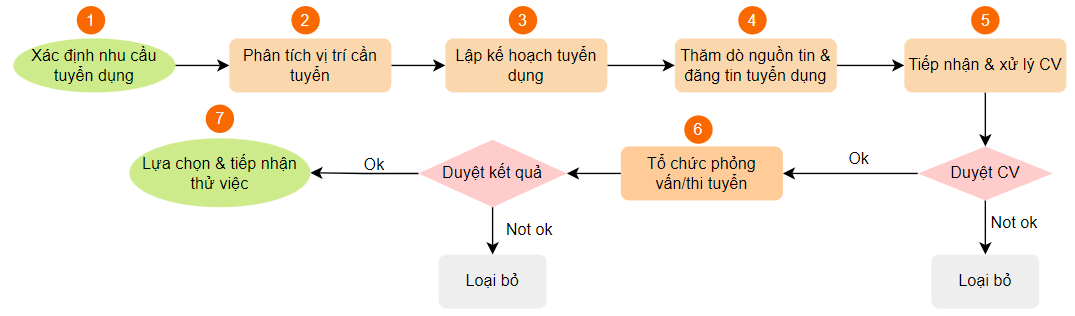 1
Xác định nhu cầu
tuyển dụng
2
Phân tích vị trí cần
tuyển
3
Lập kế hoạch tuyển
dụng
4
Thăm dò nguồn tin &
đăng tin tuyển dụng
5
Tiếp nhận & xử lý CV
Duyệt CV
Ok
Not ok
Loại bỏ
6
Tổ chức phỏng
vấn/thi tuyển
Duyệt kết quả
Ok
Not ok
Loại bỏ
7
Lựa chọn & tiếp nhận
thử việc